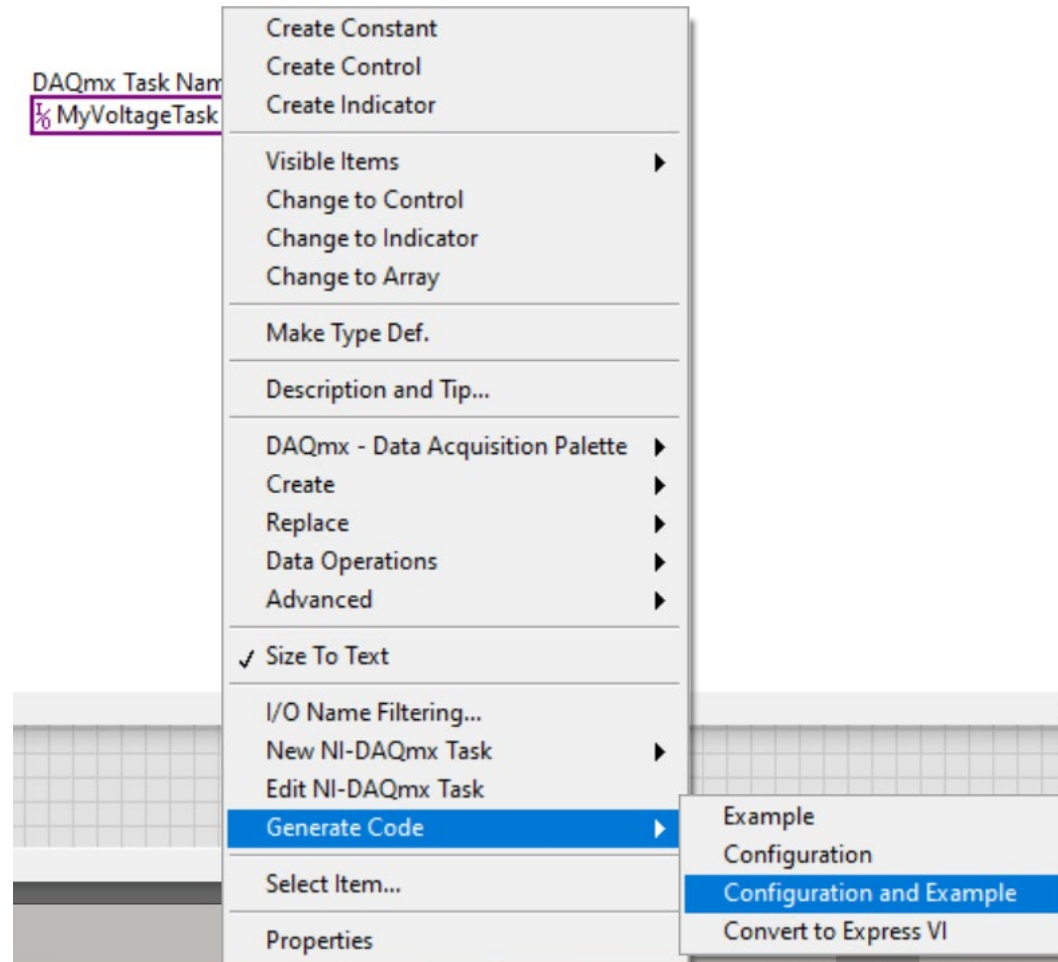 DAQmx Task Nam
MyVoltageTask
Create Constant
Create Control
Create Indicator
Visible Items
Change to Control
Change to Indicator
Change to Array
Make Type Def.
Description and Tip...
DAQmx - Data Acquisition Palette
Create
Replace
Data Operations
Advanced
Size To Text
I/O Name Filtering...
New NI-DAQmx Task
Edit NI-DAQmx Task
Generate Code
Select Item...
Properties
Example
Configuration
Configuration and Example
Convert to Express VI